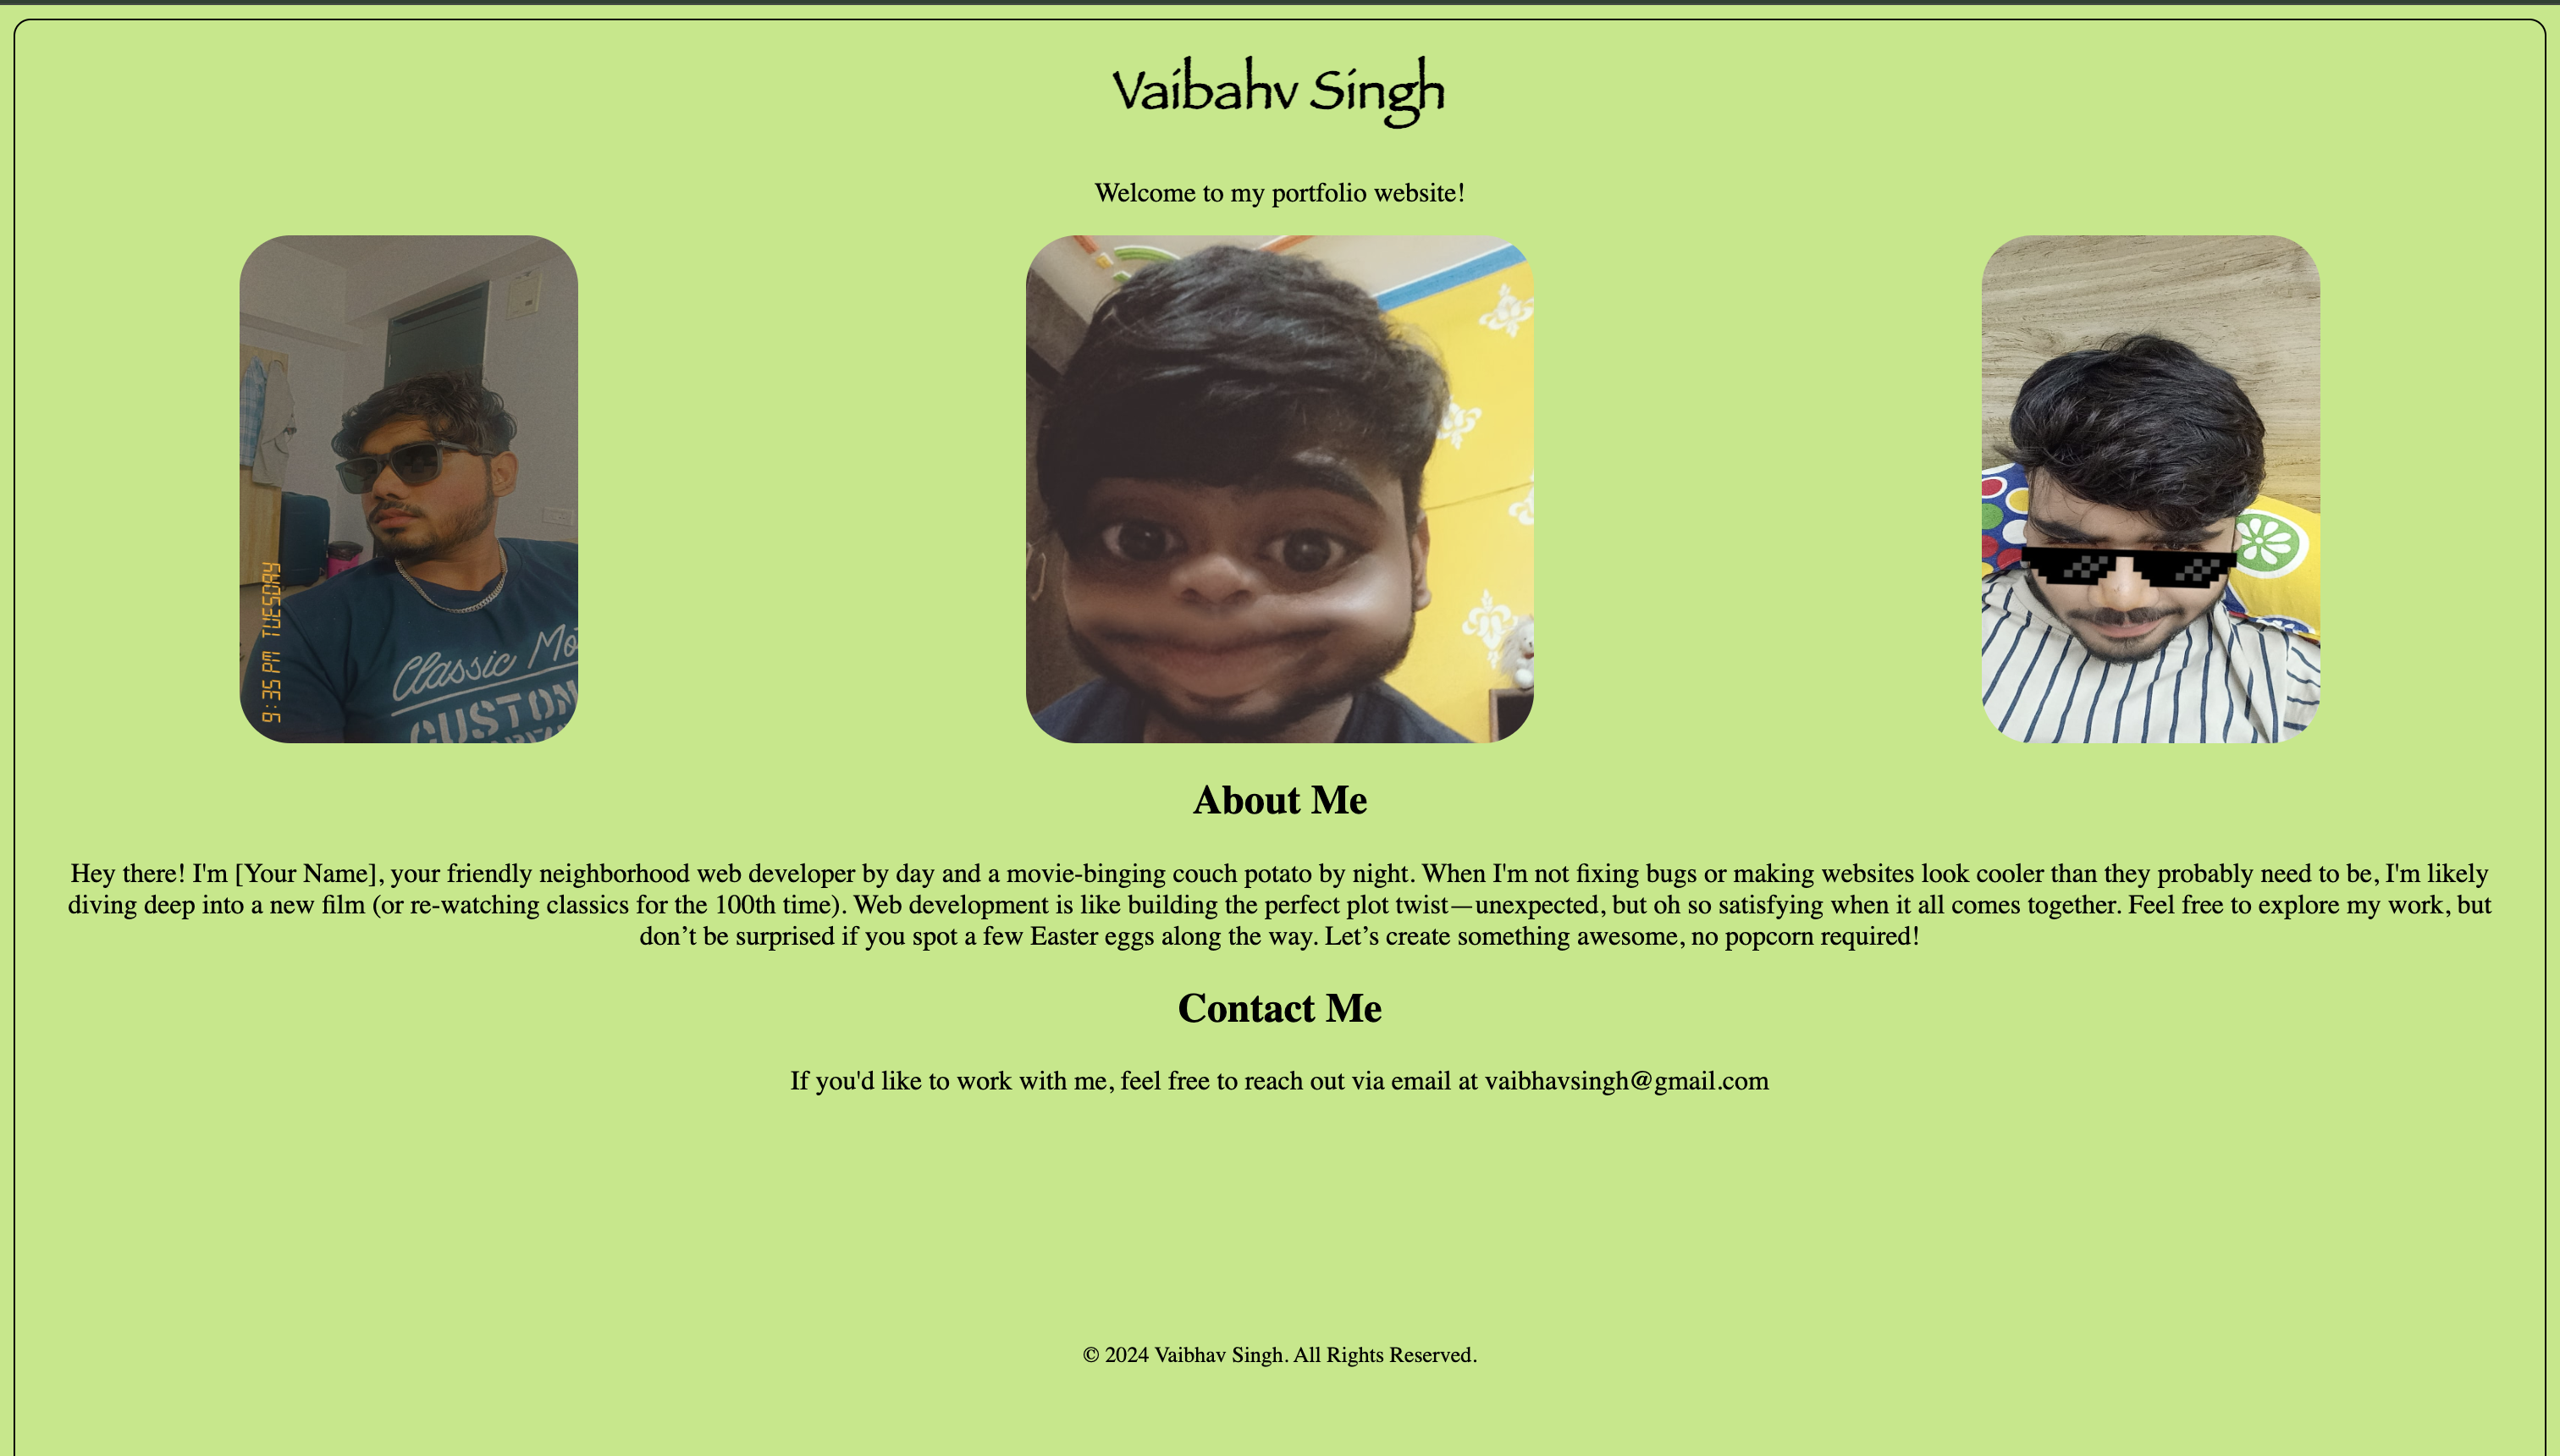 Vaibahv Singh
Welcome to my portfolio website!
9:35 PM TUESDAY
Classic Mo
CUSTOM
About Me
Hey there! I'm [Your Name], your friendly neighborhood web developer by day and a movie-binging couch potato by night. When I'm not fixing bugs or making websites look cooler than they probably need to be, I'm likely
diving deep into a new film (or re-watching classics for the 100th time). Web development is like building the perfect plot twist—unexpected, but oh so satisfying when it all comes together. Feel free to explore my work, but
don’t be surprised if you spot a few Easter eggs along the way. Let’s create something awesome, no popcorn required!
Contact Me
If you'd like to work with me, feel free to reach out via email at vaibhavsingh@gmail.com
© 2024 Vaibhav Singh. All Rights Reserved.